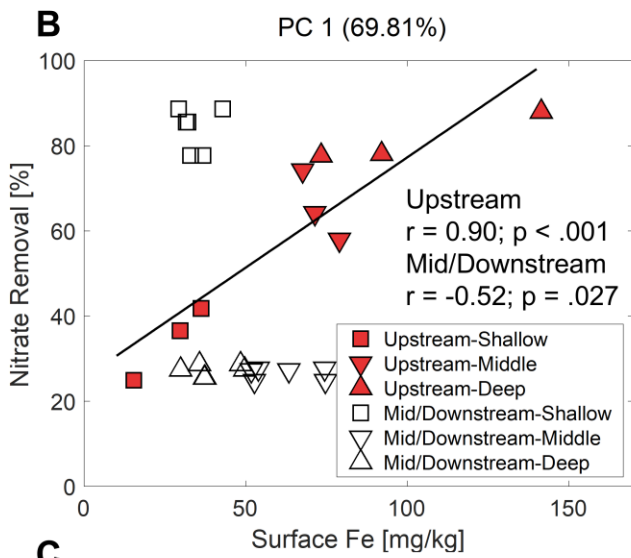 B
PC 1 (69.81%)
100
80
60
40
20
0
Nitrate Removal [%]
Upstream
r = 0.90; p < .001
Mid/Downstream
r = -0.52; p = .027
Upstream-Shallow
Upstream-Middle
Upstream-Deep
Mid/Downstream-Shallow
Mid/Downstream-Middle
Mid/Downstream-Deep
0 50 100 150
Surface Fe [mg/kg]
C